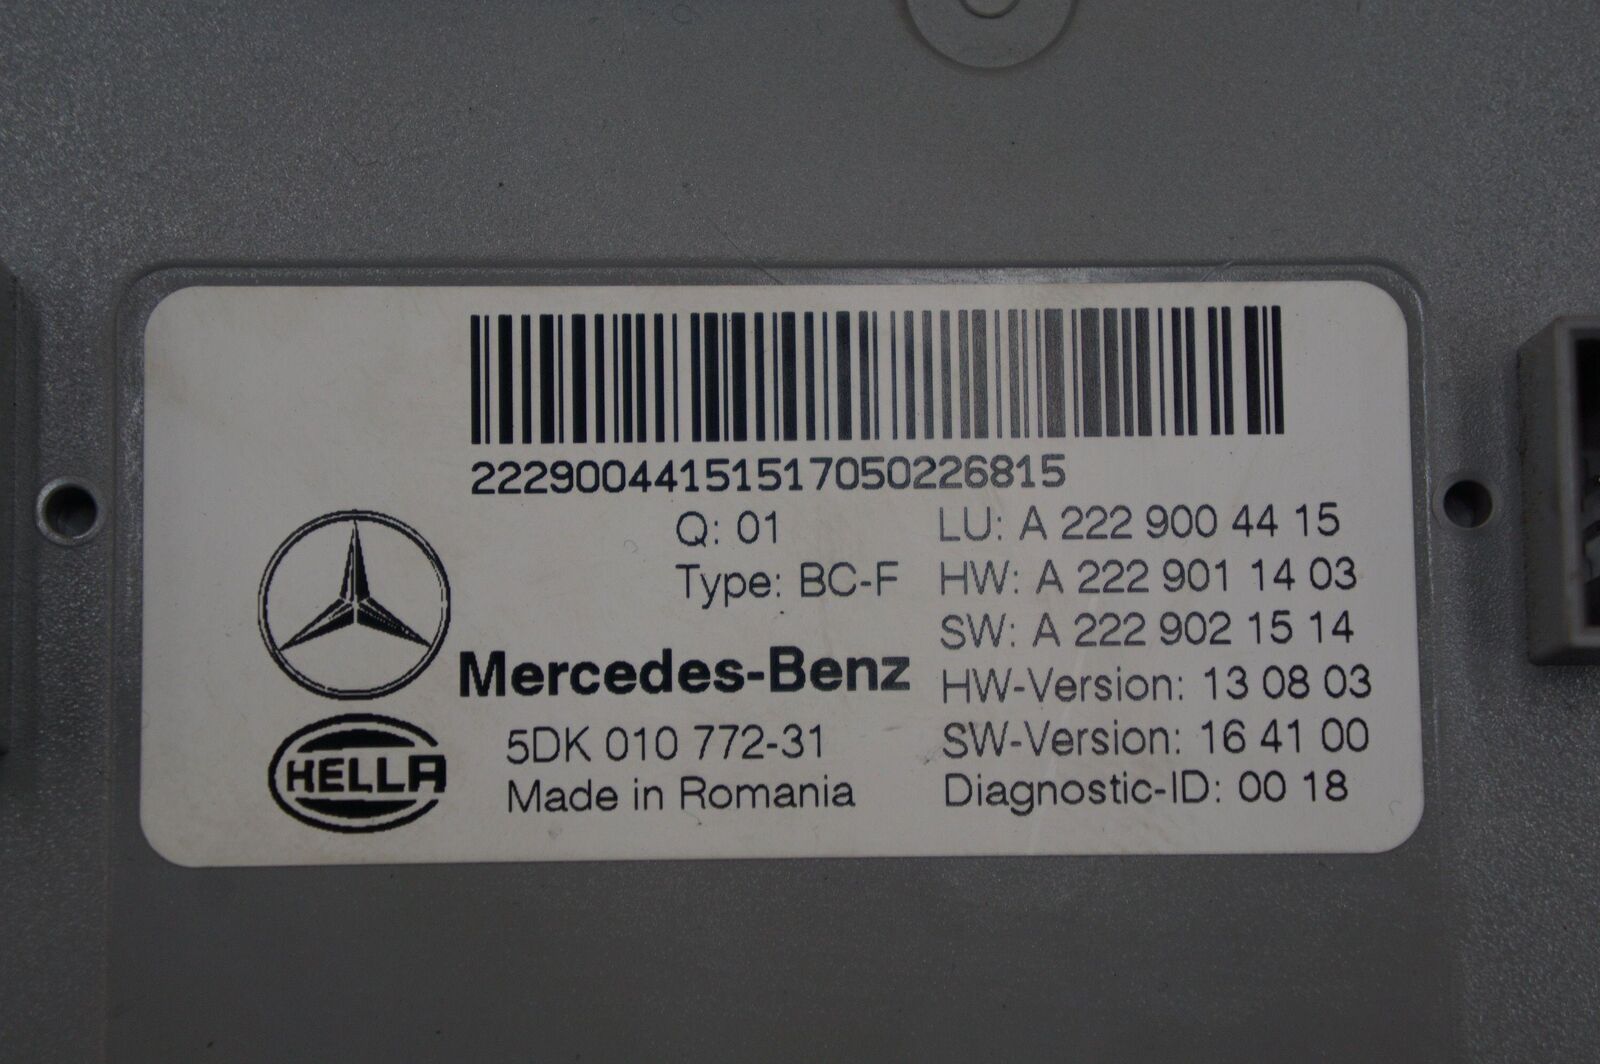 2229004415151705022​6815
Q: 01
Type: BC-F
LU: A 222 900 44 15
HW: A 222 901 14 03
SW: A 222 902 15 14
HW-Version: 13 08 03
SW-Version: 16 41 00
Diagnostic-ID: 00 18
Mercedes-Benz
5DK 010 772-31
Made in Romania
HELLA